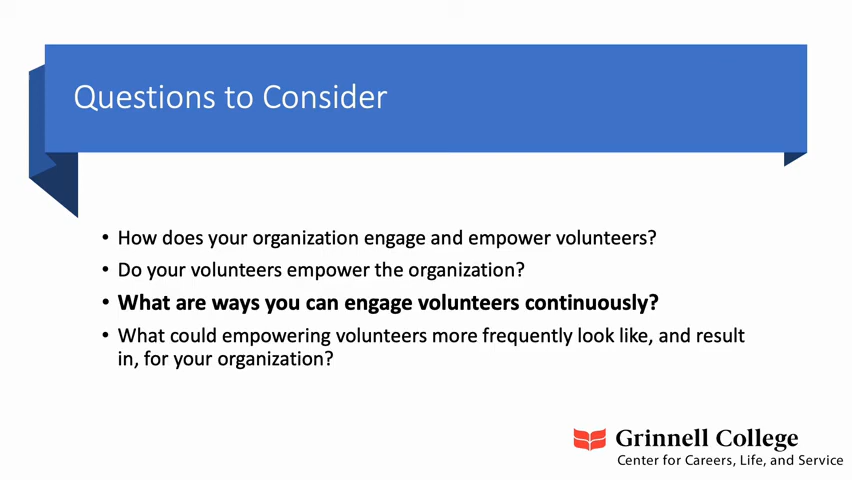 Questions to Consider
• How does your organization engage and empower volunteers?
• Do your volunteers empower the organization?
• What are ways you can engage volunteers continuously?
• What could empowering volunteers more frequently look like, and result
in, for your organization?
Grinnell College
Center for Careers, Life, and Service